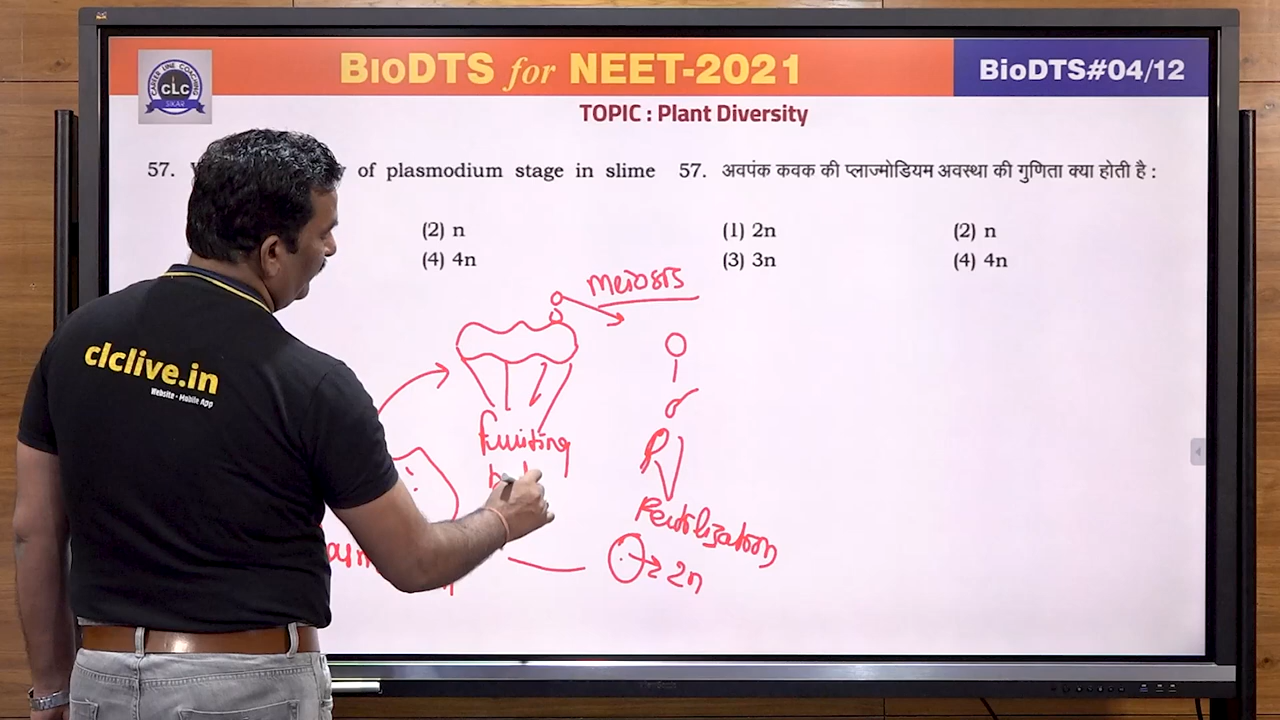 BIODTS for NEET-2021
BioDTS#04/12
CLC
SIKAR
TOPIC : Plant Diversity
57. of plasmodium stage in slime
(2) n
(4) 4n
57. अवपंक कवक की प्लाज्मोडियम अवस्था की गुणिता क्या होती है :
(1) 2n (2) n
(3) 3n (4) 4n
meiosis
fruiting
Fertilization
2n
clclive.in
Website • Mobile App